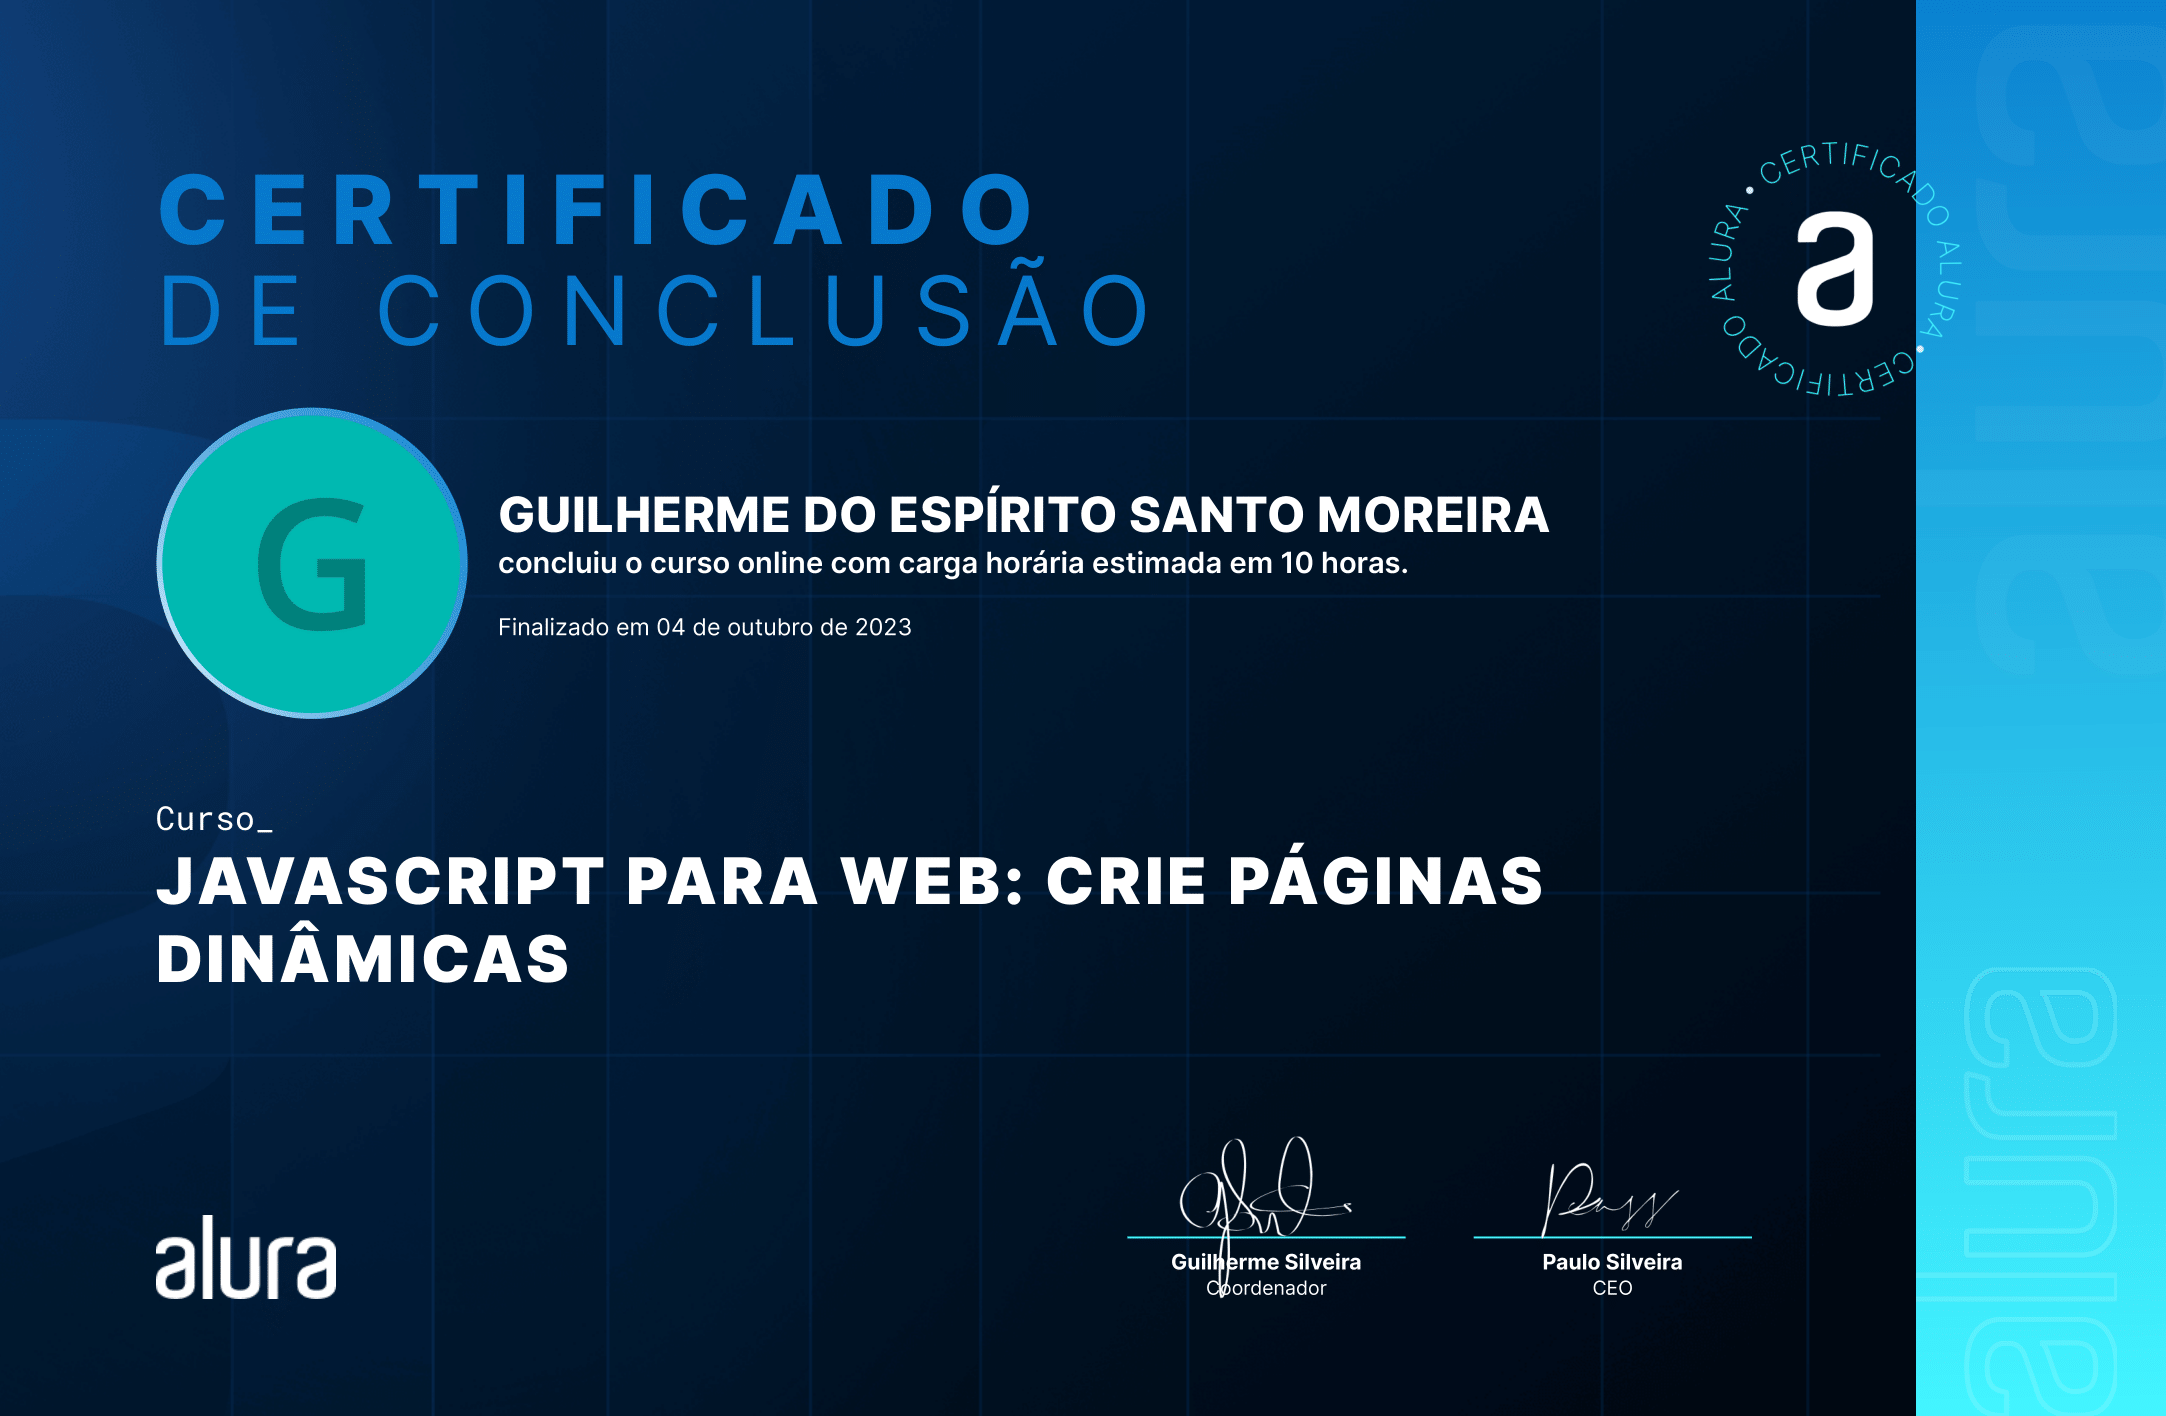 CERTIFICADO
DE CONCLUSÃO
CERTIFICADO ALURA • CERTIFICADO ALURA •
a
G
GUILHERME DO ESPÍRITO SANTO MOREIRA
concluiu o curso online com carga horária estimada em 10 horas.
Finalizado em 04 de outubro de 2023
Curso_
JAVASCRIPT PARA WEB: CRIE PÁGINAS
DINÂMICAS
alura
Guilherme Silveira
Coordenador
Paulo Silveira
CEO
alura
alura